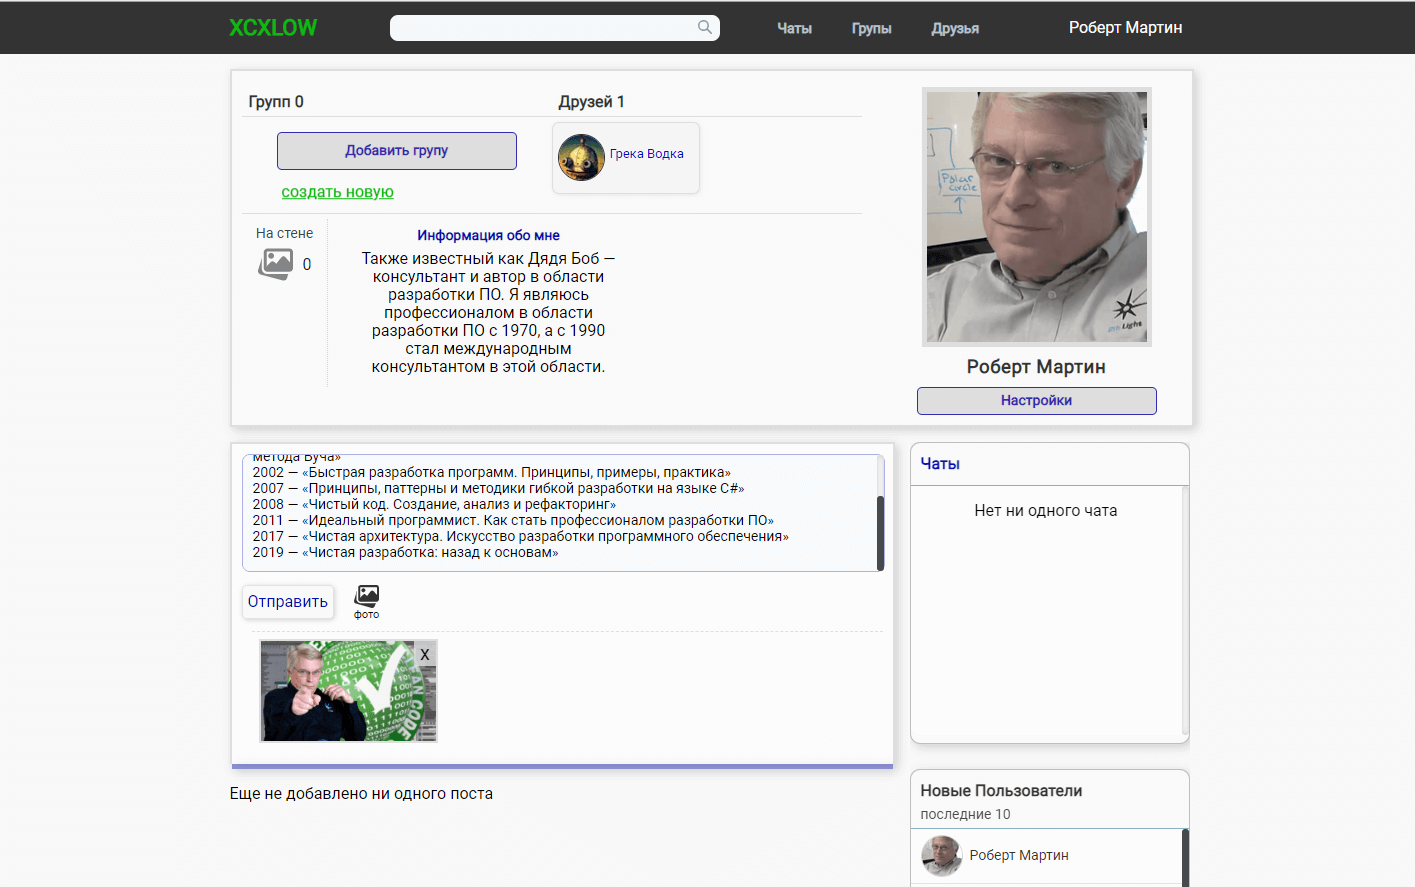 XCXLOW
Чаты
Групы
Друзья
Роберт Мартин
Групп 0
Друзей 1
Добавить групу
Грека Водка
создать новую
На стене
0
Информация обо мне
Также известный как Дядя Боб —
консультант и автор в области
разработки ПО. Я являюсь
профессионалом в области
разработки ПО с 1970, а с 1990
стал международным
консультантом в этой области.
Polar
circle
Light
Роберт Мартин
Настройки
метода Буча»
2002 — «Быстрая разработка программ. Принципы, примеры, практика»
2007 — «Принципы, паттерны и методики гибкой разработки на языке C#»
2008 — «Чистый код. Создание, анализ и рефакторинг»
2011 — «Идеальный программист. Как стать профессионалом разработки ПО»
2017 — «Чистая архитектура. Искусство разработки программного обеспечения»
2019 — «Чистая разработка: назад к основам»
Отправить
фото
X
Еще не добавлено ни одного поста
Чаты
Нет ни одного чата
Новые Пользователи
последние 10
Роберт Мартин